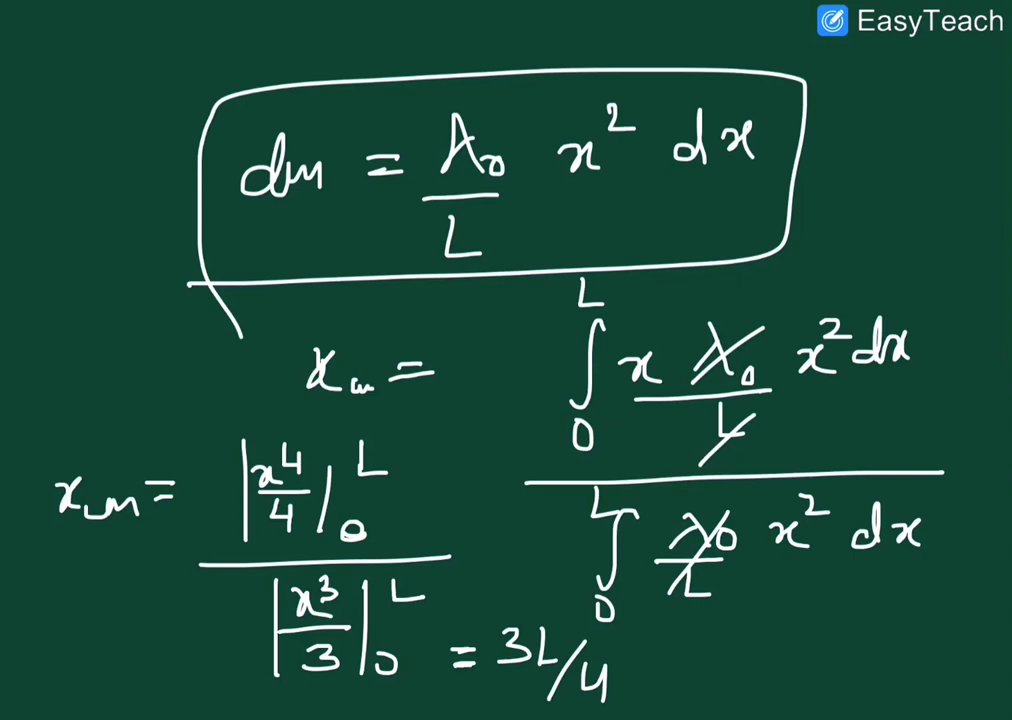 EasyTeach
dm = λ₀/L x² dx
x_cm = ∫₀ᴸ x λ₀/L x² dx / ∫₀ᴸ λ₀/L x² dx
x_cm = |x⁴/4|₀ᴸ / |x³/3|₀ᴸ = 3L/4